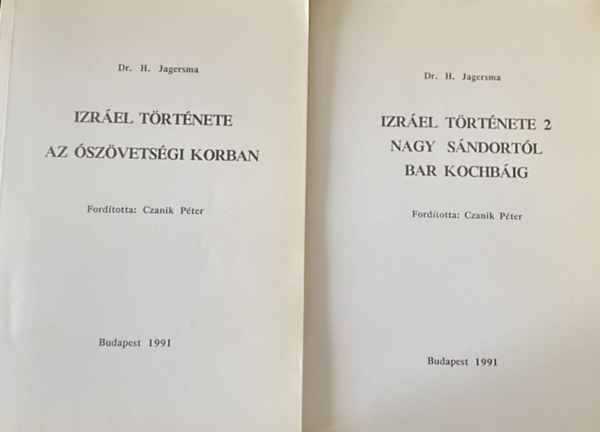 Dr. H. Jagersma
IZRÁEL TÖRTÉNETE
AZ ÓSZÖVETSÉGI KORBAN
Fordította: Czanik Péter
Budapest 1991
Dr. H. Jagersma
IZRÁEL TÖRTÉNETE 2
NAGY SÁNDORTÓL
BAR KOCHBÁIG
Fordította: Czanik Péter
Budapest 1991